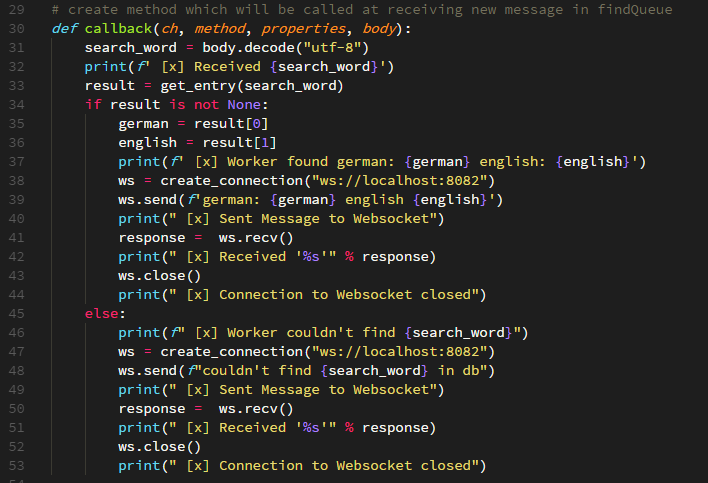 29 # create method which will be called at receiving new message in findQueue
30 def callback(ch, method, properties, body):
31     search_word = body.decode("utf-8")
32     print(f' [x] Received {search_word}')
33     result = get_entry(search_word)
34     if result is not None:
35         german = result[0]
36         english = result[1]
37         print(f' [x] Worker found german: {german} english: {english}')
38         ws = create_connection("ws://localhost:8082")
39         ws.send(f'german: {german} english {english}')
40         print(" [x] Sent Message to Websocket")
41         response =  ws.recv()
42         print(" [x] Received '%s'" % response)
43         ws.close()
44         print(" [x] Connection to Websocket closed")
45     else:
46         print(f" [x] Worker couldn't find {search_word}")
47         ws = create_connection("ws://localhost:8082")
48         ws.send(f"couldn't find {search_word} in db")
49         print(" [x] Sent Message to Websocket")
50         response =  ws.recv()
51         print(" [x] Received '%s'" % response)
52         ws.close()
53         print(" [x] Connection to Websocket closed")